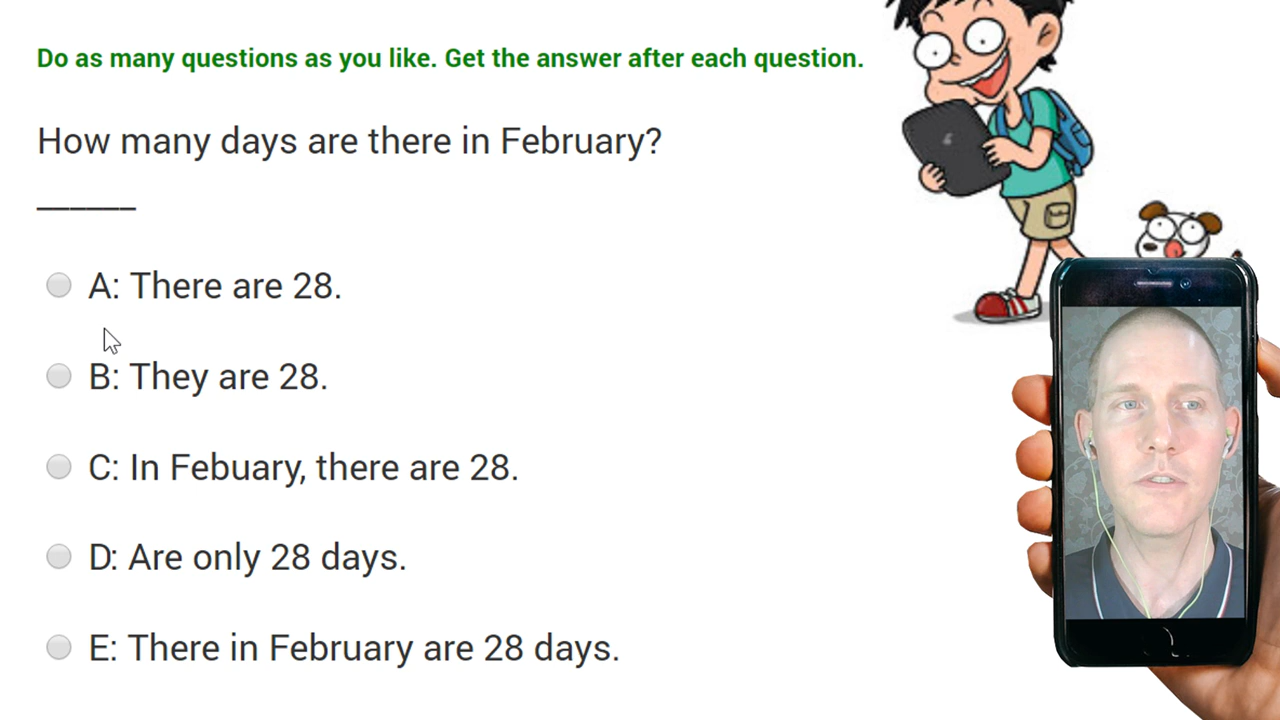 Do as many questions as you like. Get the answer after each question.
How many days are there in February?
______
A: There are 28.
B: They are 28.
C: In Febuary, there are 28.
D: Are only 28 days.
E: There in February are 28 days.